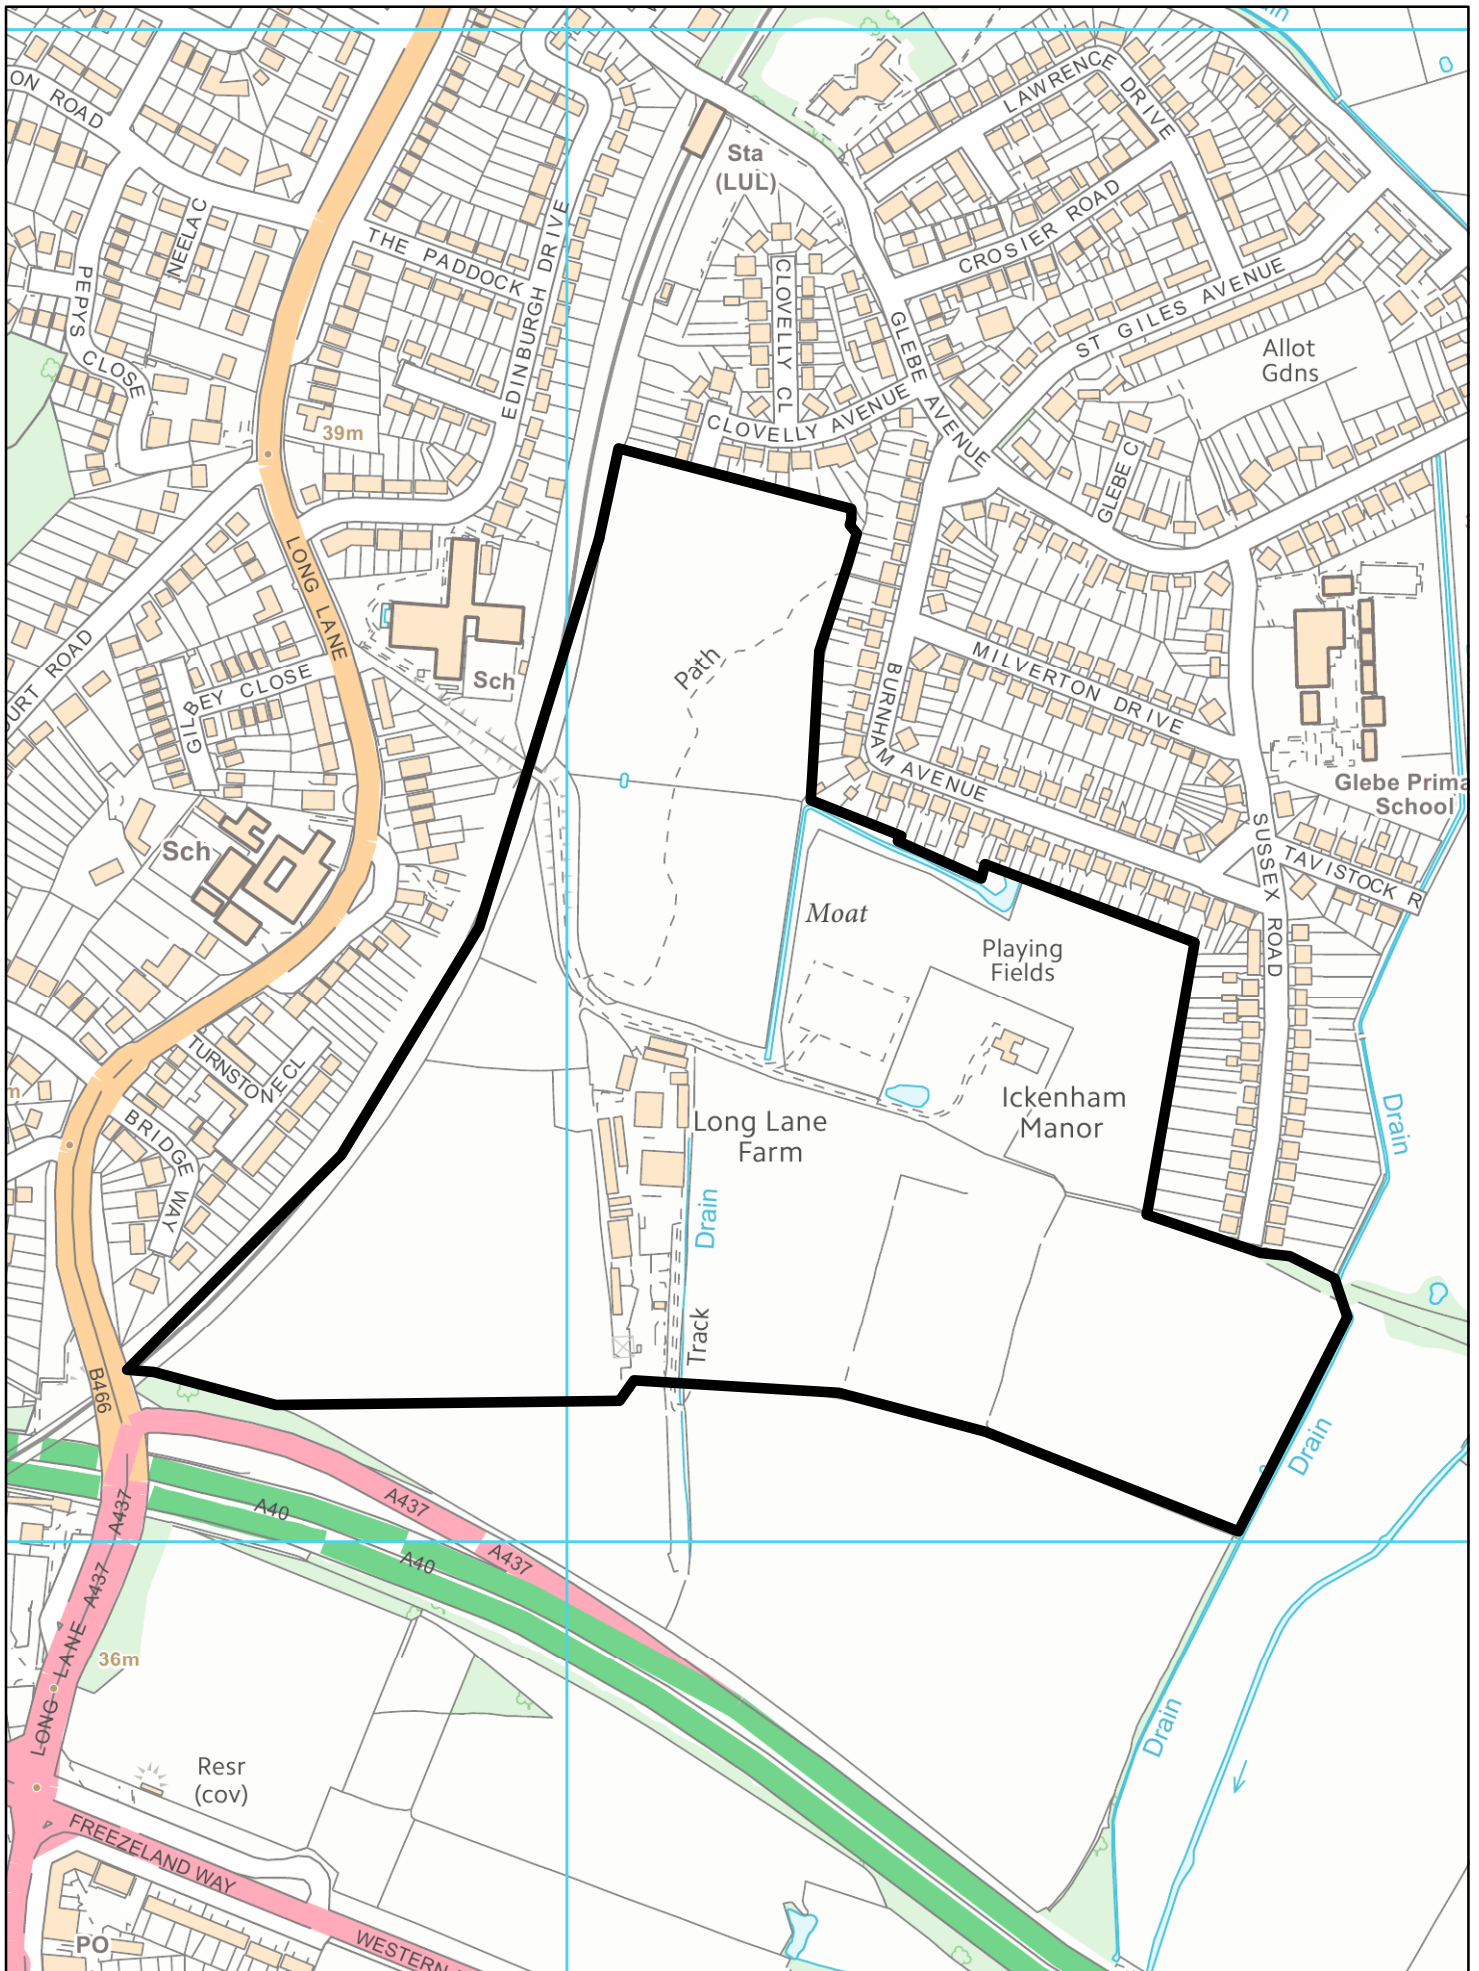 ain
ON ROAD
LAWRENCE DRIVE
Sta
(LUL)
NEELAC
THE PADDOCK
EDINBURGH DRIVE
CROSIER ROAD
PEPYS CLOSE
CLOVELLY CL
GLEBE AVENUE
ST GILES AVENUE
Allot
Gdns
39m
CLOVELLY AVENUE
GLEBE C
LONG LANE
URT ROAD
GILBEY CLOSE
Sch
Path
BURNHAM AVENUE
MILVERTON DRIVE
Glebe Prima
School
Sch
SUSSEX ROAD
TAVISTOCK R
Moat
Playing
Fields
TURNSTONE CL
m
BRIDGE WAY
Long Lane
Farm
Ickenham
Manor
Drain
Drain
Track
B466
Drain
A437
A40
A437
A40
A437
A437
LONG LANE
36m
Drain
Resr
(cov)
FREEZELAND WAY
WESTERN
PO